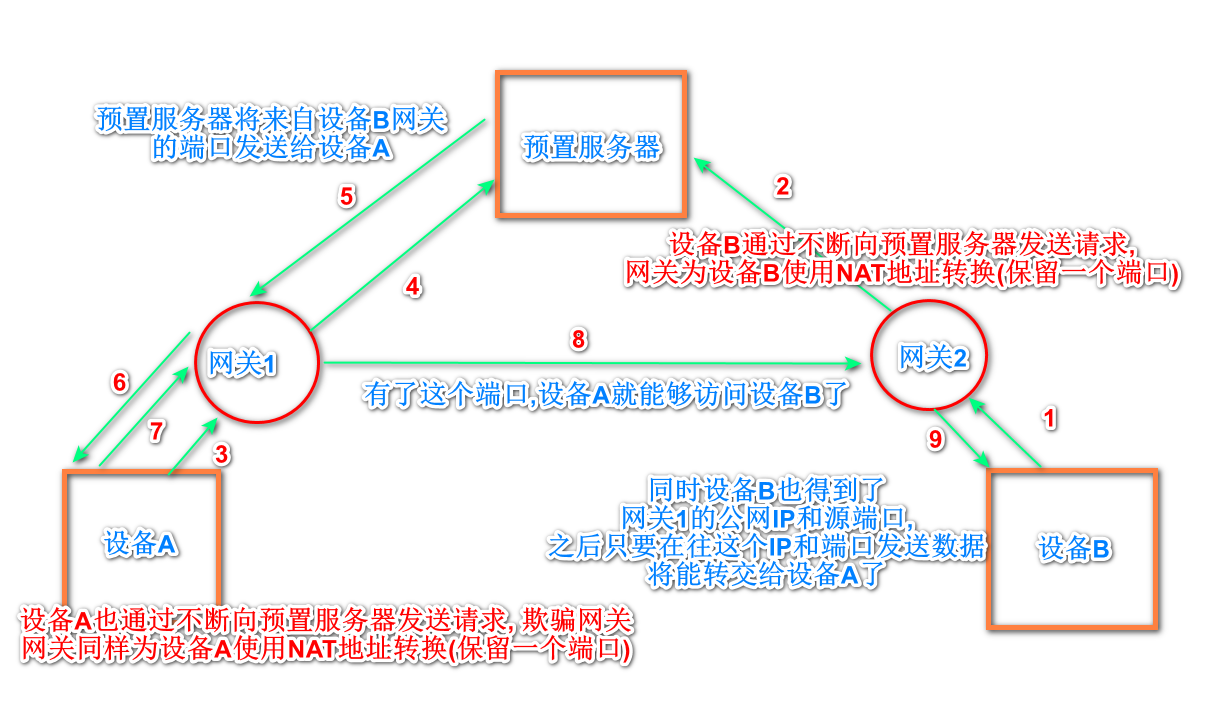 预置服务器将来自设备B网关
的端口发送给设备A
预置服务器
2
5
设备B通过不断向预置服务器发送请求,
网关为设备B使用NAT地址转换(保留一个端口)
4
8
网关1
网关2
6
有了这个端口,设备A就能够访问设备B了
7
3
9
1
同时设备B也得到了
网关1的公网IP和源端口,
之后只要在往这个IP和端口发送数据
将能转交给设备A了
设备A
设备B
设备A也通过不断向预置服务器发送请求, 欺骗网关
网关同样为设备A使用NAT地址转换(保留一个端口)